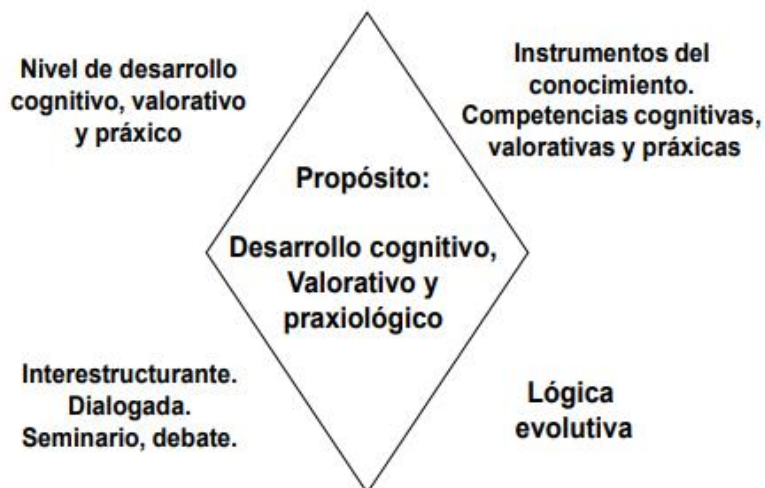 Nivel de desarrollo
cognitivo, valorativo
y práxico
Instrumentos del
conocimiento.
Competencias cognitivas,
valorativas y práxicas
Propósito:
Desarrollo cognitivo,
Valorativo y
praxiológico
Interestructurante.
Dialogada.
Seminario, debate.
Lógica
evolutiva